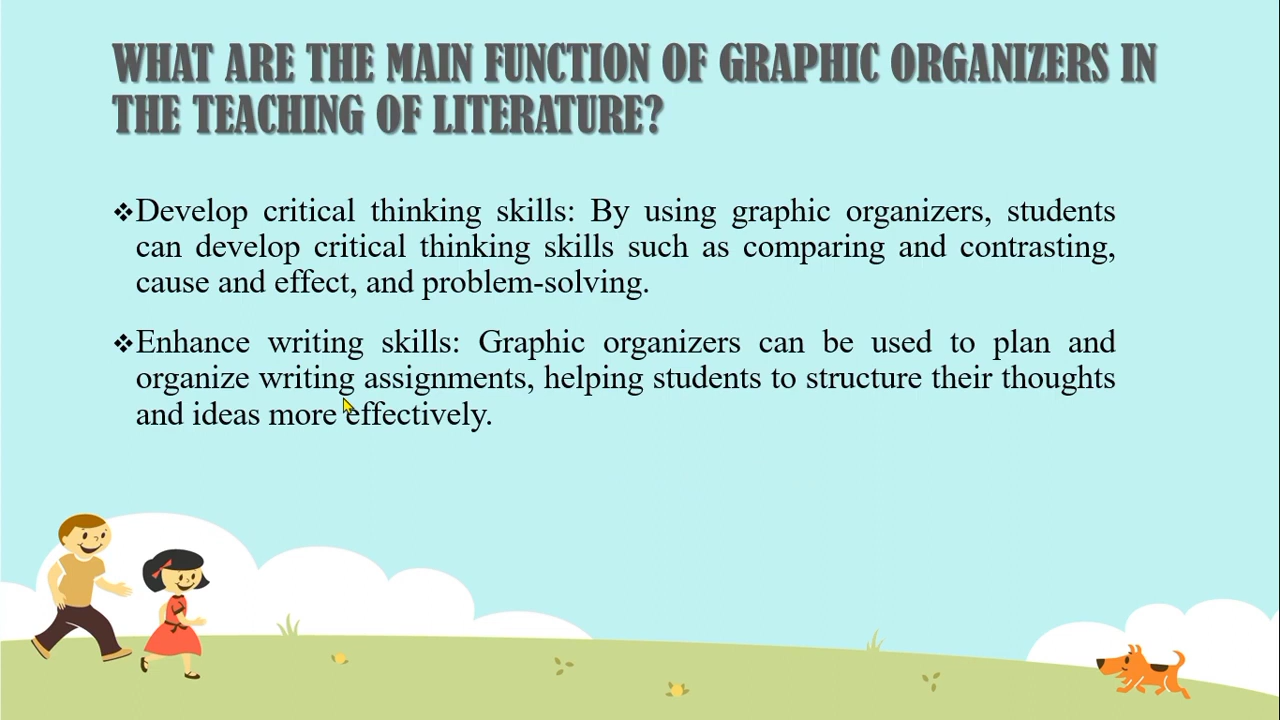 WHAT ARE THE MAIN FUNCTION OF GRAPHIC ORGANIZERS IN
THE TEACHING OF LITERATURE?
❖Develop critical thinking skills: By using graphic organizers, students
can develop critical thinking skills such as comparing and contrasting,
cause and effect, and problem-solving.
❖Enhance writing skills: Graphic organizers can be used to plan and
organize writing assignments, helping students to structure their thoughts
and ideas more effectively.